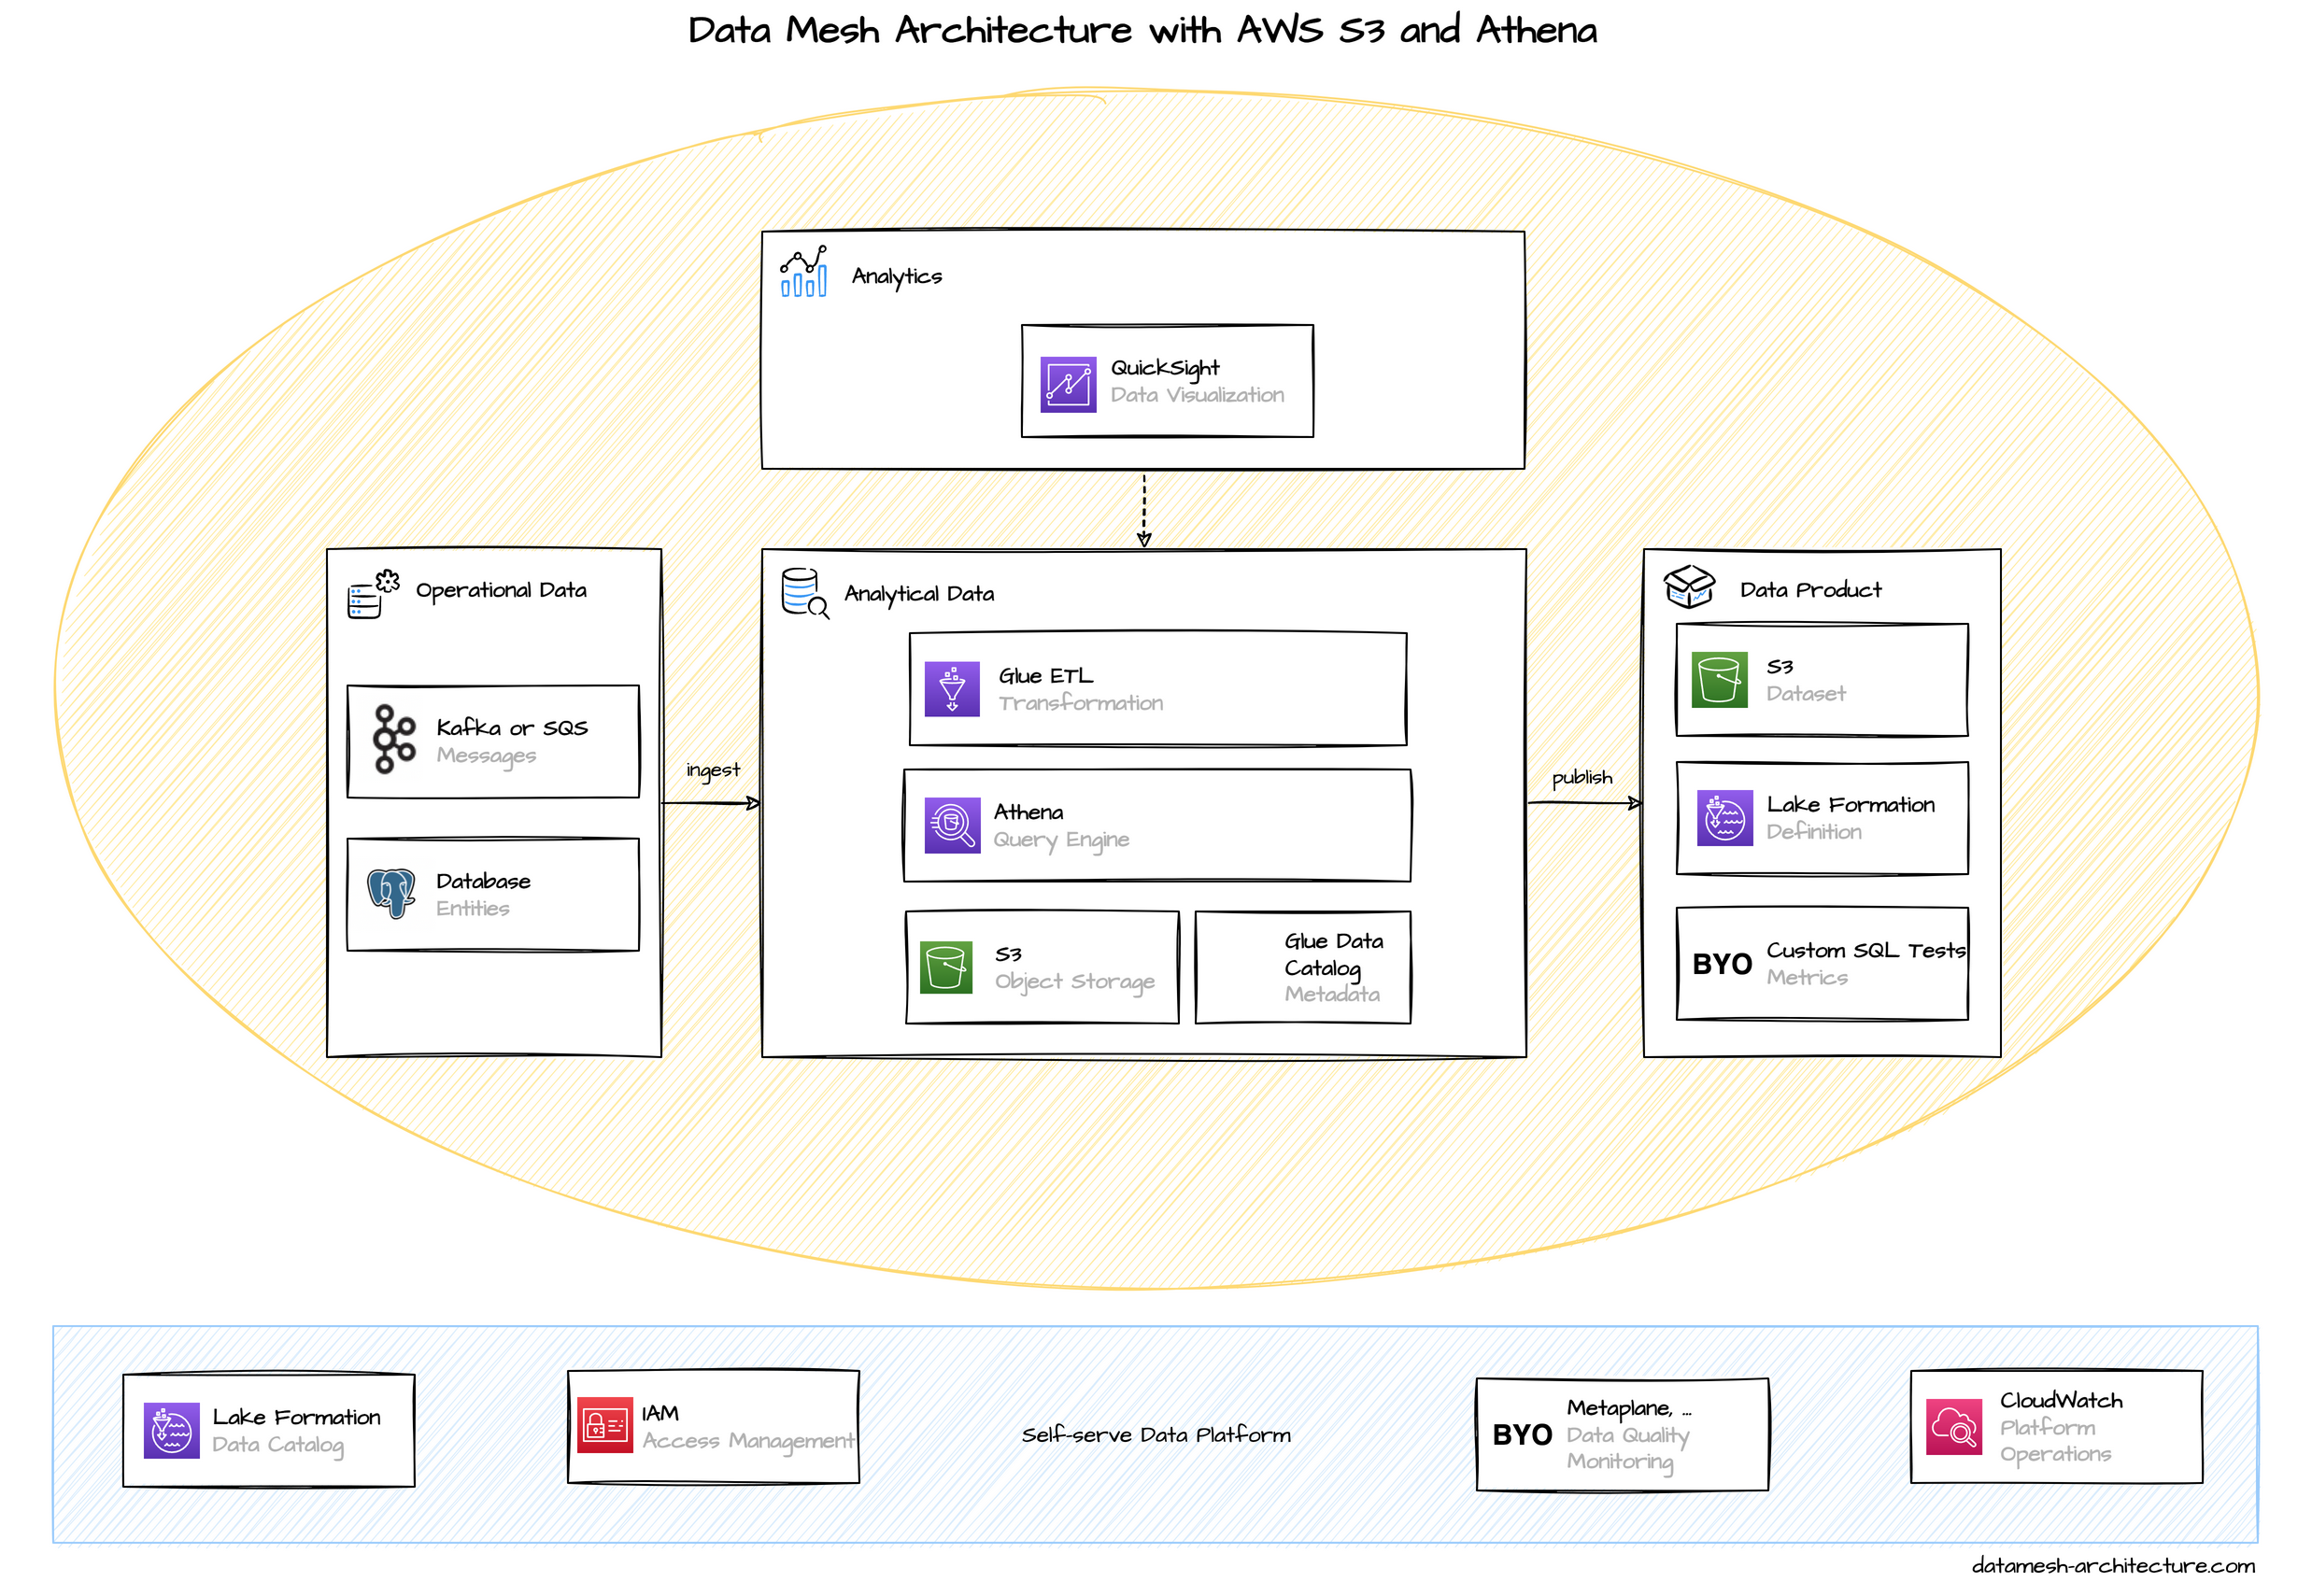 Data Mesh Architecture with AWS S3 and Athena
Analytics
QuickSight
Data Visualization
Operational Data
Kafka or SQS
Messages
Database
Entities
ingest
Analytical Data
Glue ETL
Transformation
Athena
Query Engine
S3
Object Storage
Glue Data
Catalog
Metadata
publish
Data Product
S3
Dataset
Lake Formation
Definition
BYO
Custom SQL Tests
Metrics
Lake Formation
Data Catalog
IAM
Access Management
Self-serve Data Platform
BYO
Metaplane, ...
Data Quality
Monitoring
CloudWatch
Platform
Operations
datamesh-architecture.com